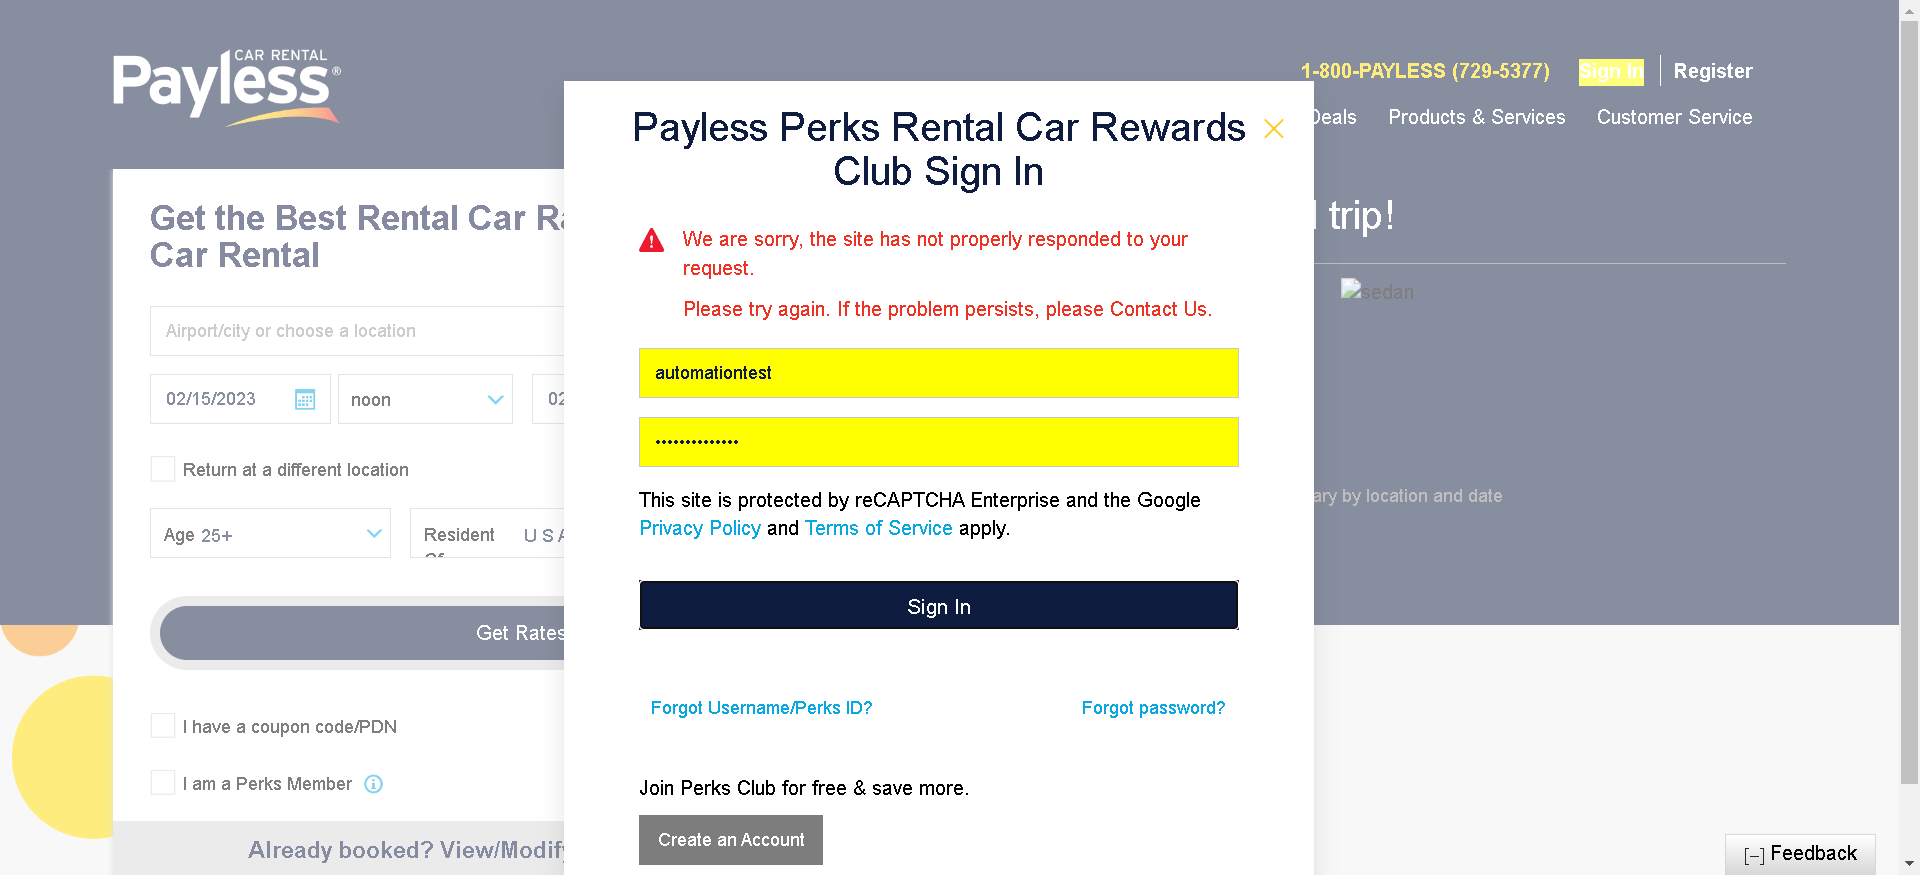 CAR RENTAL
Payless®
1-800-PAYLESS (729-5377)
Sign In
Register
Deals
Products & Services
Customer Service
Payless Perks Rental Car Rewards
Club Sign In
Get the Best Rental Car
Car Rental
trip!
We are sorry, the site has not properly responded to your
request.
Please try again. If the problem persists, please Contact Us.
sedan
Airport/city or choose a location
automationtest
02/15/2023
noon
02
••••••••••••••
Return at a different location
This site is protected by reCAPTCHA Enterprise and the Google
Privacy Policy and Terms of Service apply.
by location and date
Age 25+
Resident
U S A
Sign In
Get Rates
Forgot Username/Perks ID?
Forgot password?
I have a coupon code/PDN
I am a Perks Member
Join Perks Club for free & save more.
Create an Account
Already booked? View/Modify
[–] Feedback